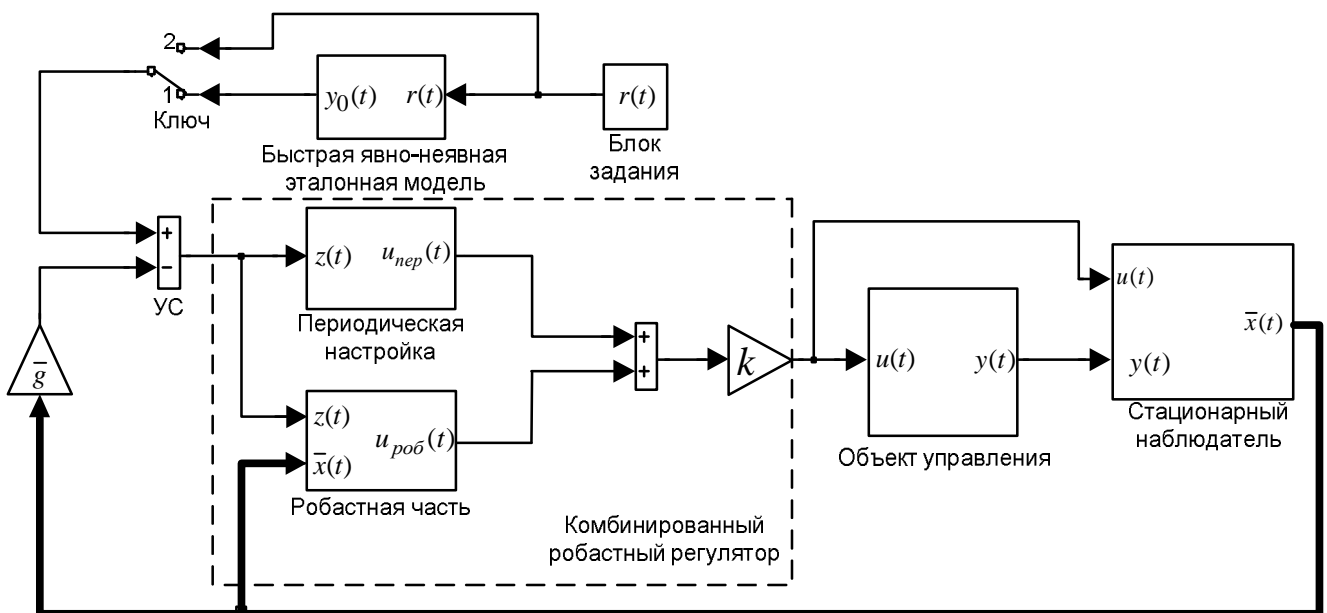 2
1
Ключ
y₀(t) r(t)
Быстрая явно-неявная
эталонная модель
r(t)
Блок
задания
+
-
УС
z(t) uпер(t)
Периодическая
настройка
z(t)
x̅(t)
uроб(t)
Робастная часть
+
+
k
Комбинированный
робастный регулятор
u(t) y(t)
Объект управления
u(t)
y(t)
x̅(t)
Стационарный
наблюдатель
g̅